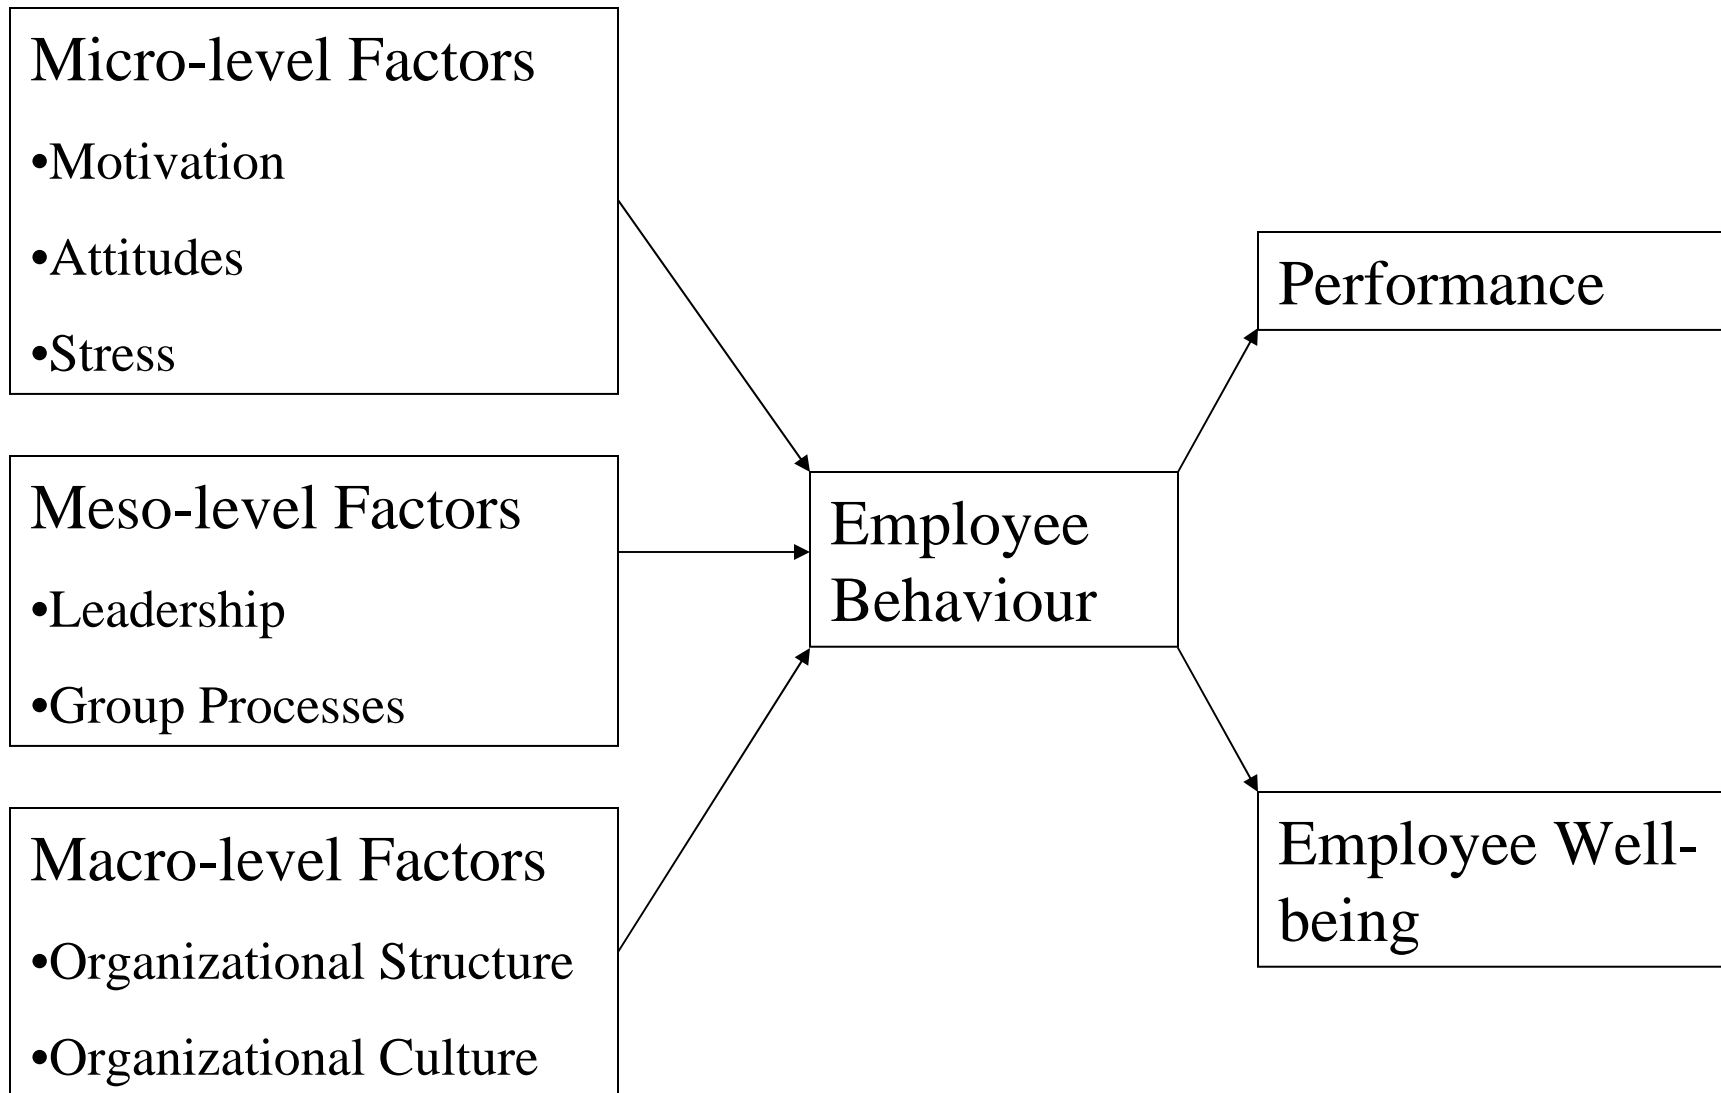 Micro-level Factors
•Motivation
•Attitudes
•Stress
Meso-level Factors
•Leadership
•Group Processes
Macro-level Factors
•Organizational Structure
•Organizational Culture
Employee
Behaviour
Performance
Employee Well-
being